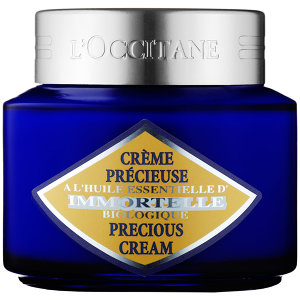 L'OCCITANE
CRÈME
PRÉCIEUSE
A L'HUILE ESSENTIELLE D'
IMMORTELLE
BIOLOGIQUE
PRECIOUS
CREAM